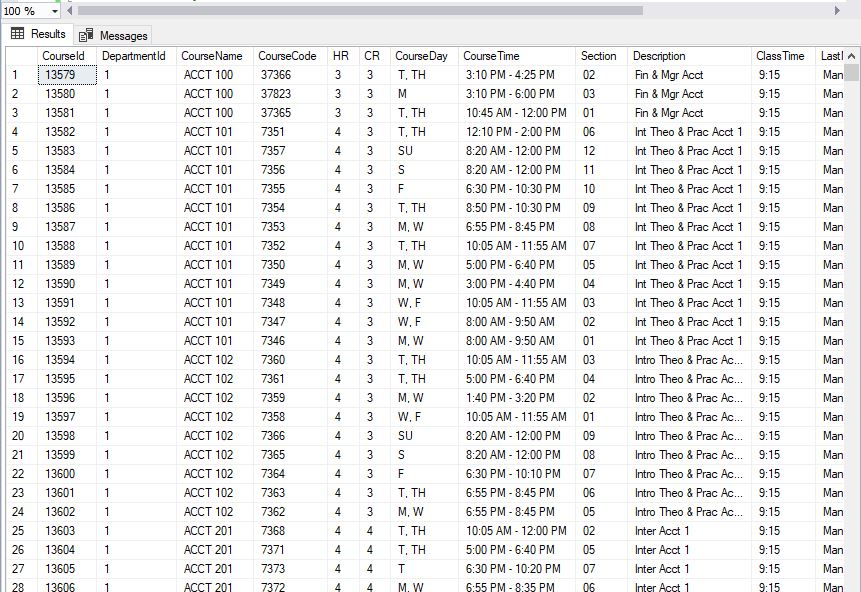 100 %
Results Messages
CourseId DepartmentId CourseName CourseCode HR CR CourseDay CourseTime Section Description ClassTime LastI
1 13579 1 ACCT 100 37366 3 3 T, TH 3:10 PM - 4:25 PM 02 Fin & Mgr Acct 9:15 Man
2 13580 1 ACCT 100 37823 3 3 M 3:10 PM - 6:00 PM 03 Fin & Mgr Acct 9:15 Man
3 13581 1 ACCT 100 37365 3 3 T, TH 10:45 AM - 12:00 PM 01 Fin & Mgr Acct 9:15 Man
4 13582 1 ACCT 101 7351 4 3 T, TH 12:10 PM - 2:00 PM 06 Int Theo & Prac Acct 1 9:15 Man
5 13583 1 ACCT 101 7357 4 3 SU 8:20 AM - 12:00 PM 12 Int Theo & Prac Acct 1 9:15 Man
6 13584 1 ACCT 101 7356 4 3 S 8:20 AM - 12:00 PM 11 Int Theo & Prac Acct 1 9:15 Man
7 13585 1 ACCT 101 7355 4 3 F 6:30 PM - 10:30 PM 10 Int Theo & Prac Acct 1 9:15 Man
8 13586 1 ACCT 101 7354 4 3 T, TH 8:50 PM - 10:30 PM 09 Int Theo & Prac Acct 1 9:15 Man
9 13587 1 ACCT 101 7353 4 3 M, W 6:55 PM - 8:45 PM 08 Int Theo & Prac Acct 1 9:15 Man
10 13588 1 ACCT 101 7352 4 3 T, TH 10:05 AM - 11:55 AM 07 Int Theo & Prac Acct 1 9:15 Man
11 13589 1 ACCT 101 7350 4 3 M, W 5:00 PM - 6:40 PM 05 Int Theo & Prac Acct 1 9:15 Man
12 13590 1 ACCT 101 7349 4 3 M, W 3:00 PM - 4:40 PM 04 Int Theo & Prac Acct 1 9:15 Man
13 13591 1 ACCT 101 7348 4 3 W, F 10:05 AM - 11:55 AM 03 Int Theo & Prac Acct 1 9:15 Man
14 13592 1 ACCT 101 7347 4 3 W, F 8:00 AM - 9:50 AM 02 Int Theo & Prac Acct 1 9:15 Man
15 13593 1 ACCT 101 7346 4 3 M, W 8:00 AM - 9:50 AM 01 Int Theo & Prac Acct 1 9:15 Man
16 13594 1 ACCT 102 7360 4 3 T, TH 10:05 AM - 11:55 AM 03 Intro Theo & Prac Ac... 9:15 Man
17 13595 1 ACCT 102 7361 4 3 T, TH 5:00 PM - 6:40 PM 04 Intro Theo & Prac Ac... 9:15 Man
18 13596 1 ACCT 102 7359 4 3 M, W 1:40 PM - 3:20 PM 02 Intro Theo & Prac Ac... 9:15 Man
19 13597 1 ACCT 102 7358 4 3 W, F 10:05 AM - 11:55 AM 01 Intro Theo & Prac Ac... 9:15 Man
20 13598 1 ACCT 102 7366 4 3 SU 8:20 AM - 12:00 PM 09 Intro Theo & Prac Ac... 9:15 Man
21 13599 1 ACCT 102 7365 4 3 S 8:20 AM - 12:00 PM 08 Intro Theo & Prac Ac... 9:15 Man
22 13600 1 ACCT 102 7364 4 3 F 6:30 PM - 10:10 PM 07 Intro Theo & Prac Ac... 9:15 Man
23 13601 1 ACCT 102 7363 4 3 T, TH 6:55 PM - 8:45 PM 06 Intro Theo & Prac Ac... 9:15 Man
24 13602 1 ACCT 102 7362 4 3 M, W 6:55 PM - 8:45 PM 05 Intro Theo & Prac Ac... 9:15 Man
25 13603 1 ACCT 201 7368 4 4 T, TH 10:05 AM - 12:00 PM 02 Inter Acct 1 9:15 Man
26 13604 1 ACCT 201 7371 4 4 T, TH 5:00 PM - 6:40 PM 05 Inter Acct 1 9:15 Man
27 13605 1 ACCT 201 7373 4 4 T 6:30 PM - 10:20 PM 07 Inter Acct 1 9:15 Man
28 13606 1 ACCT 201 7372 4 4 M, W 6:55 PM - 8:35 PM 06 Inter Acct 1 9:15 Man